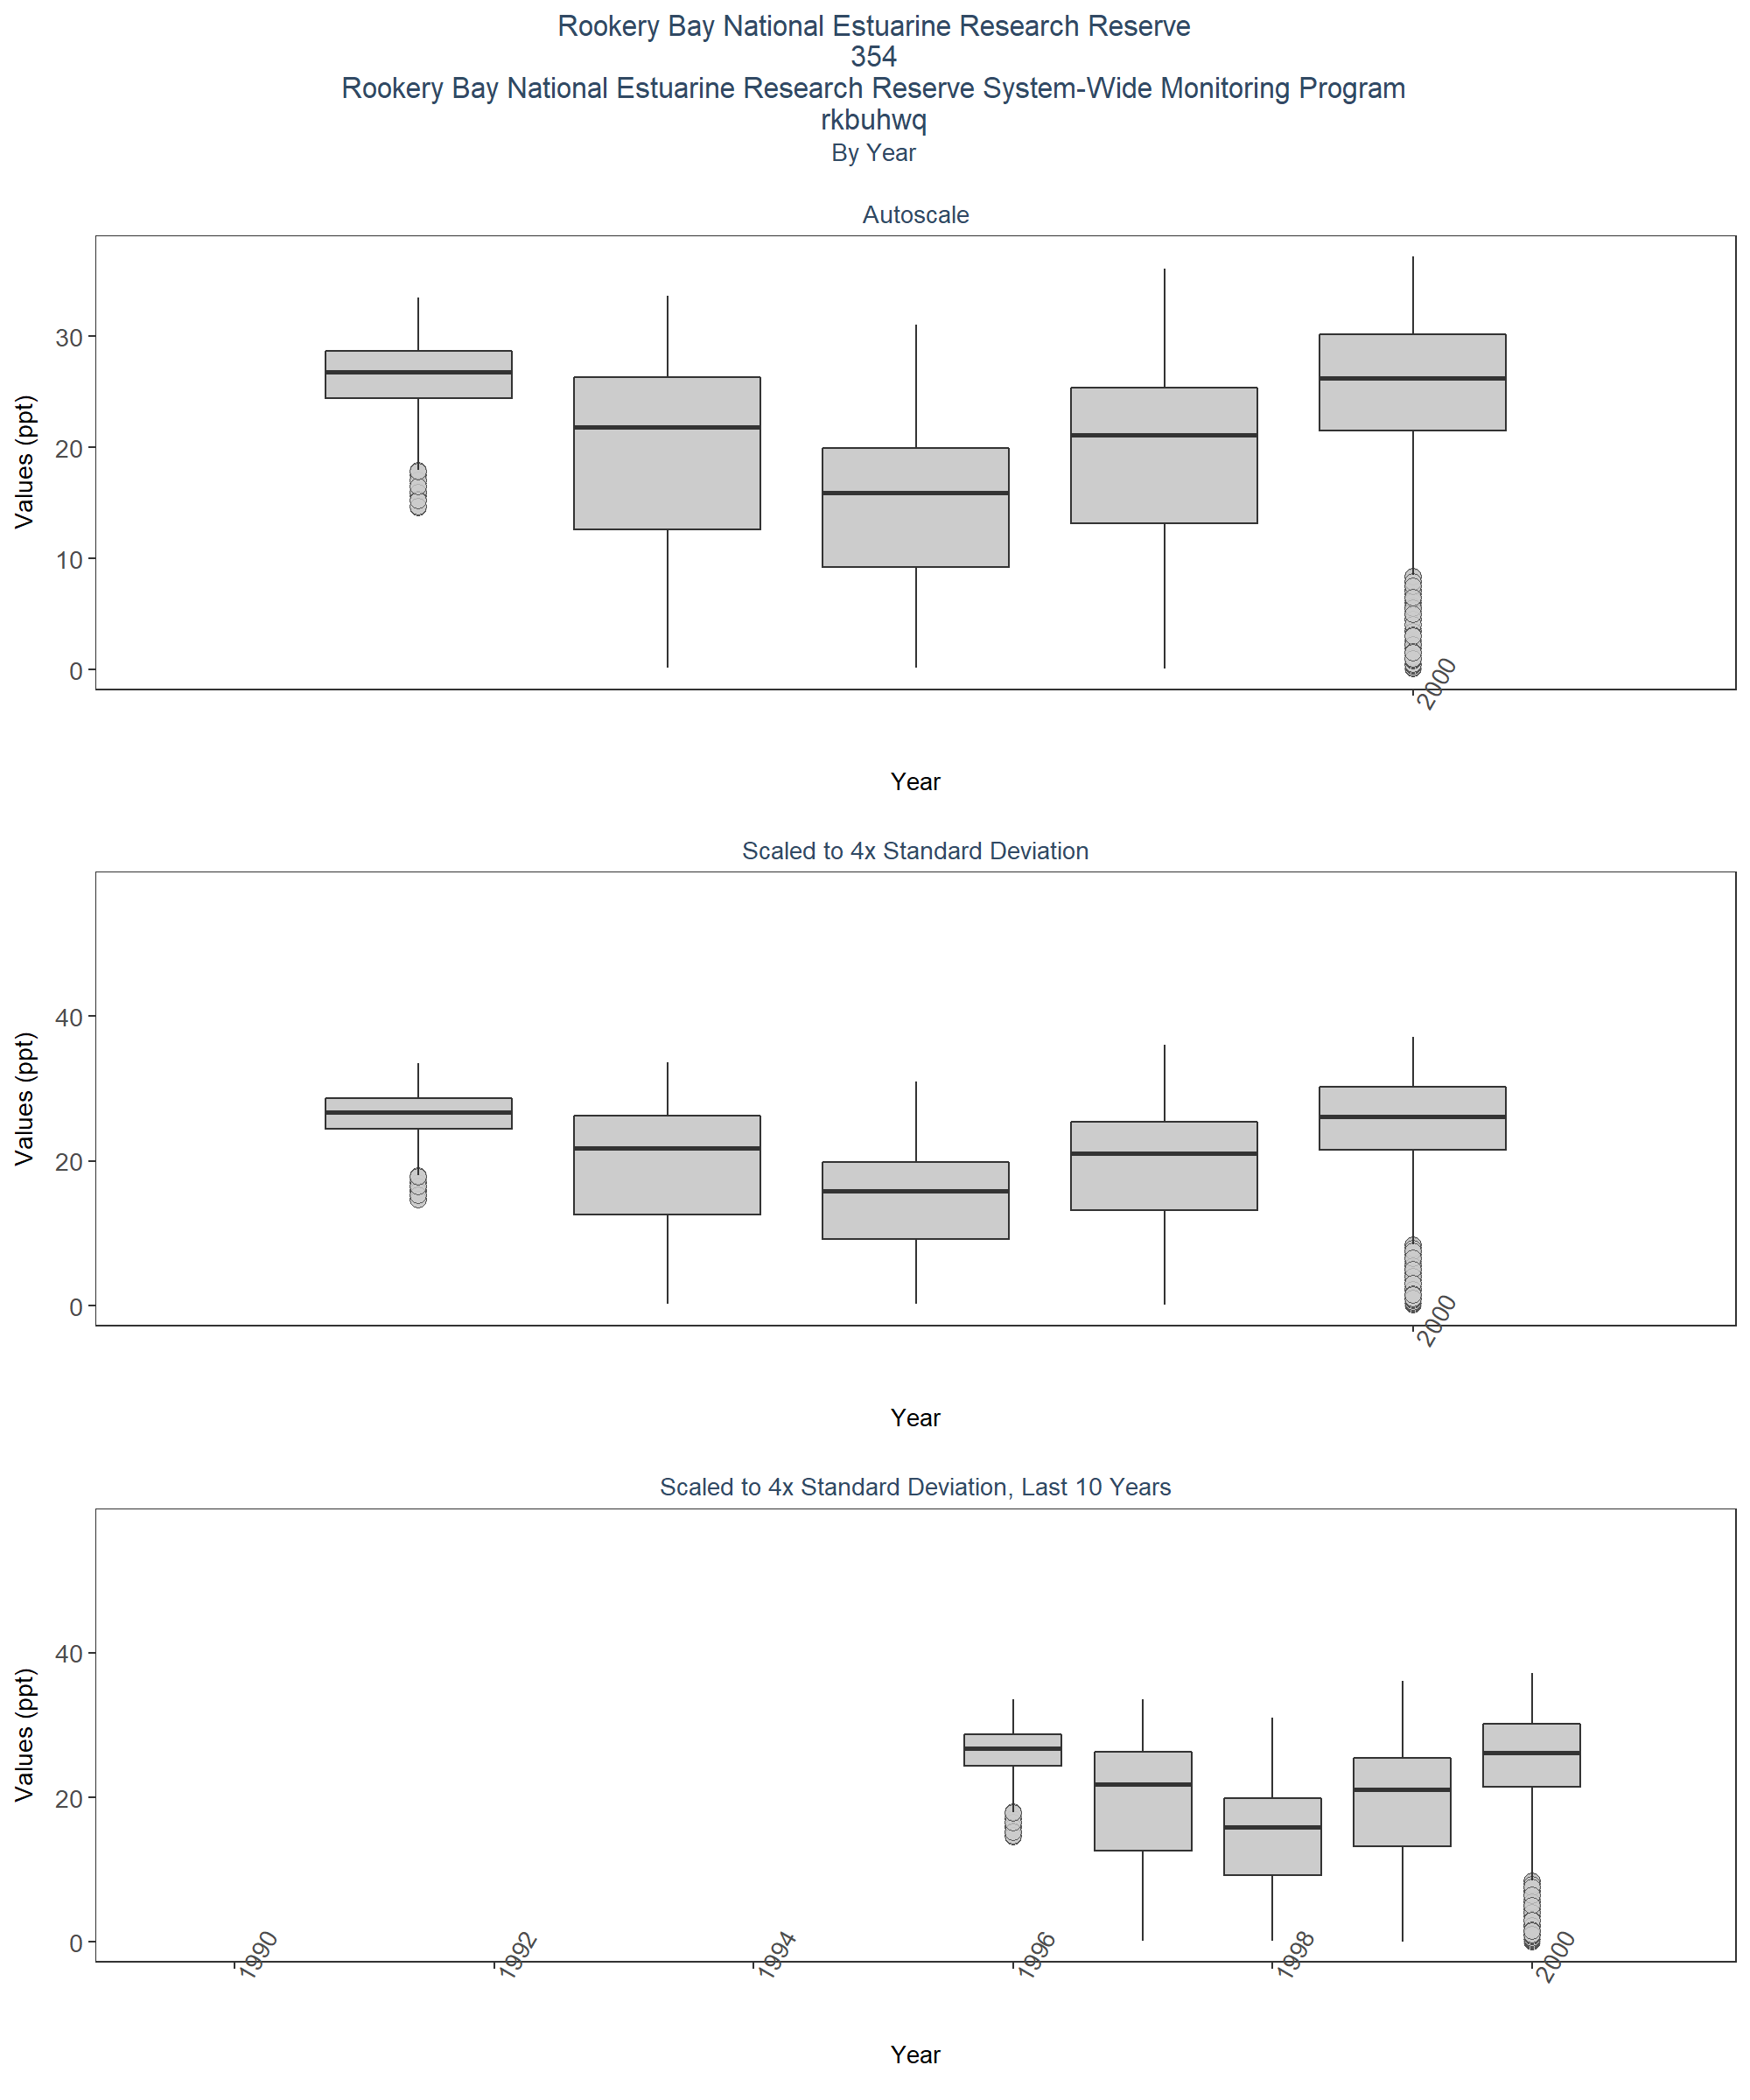 Rookery Bay National Estuarine Research Reserve
354
Rookery Bay National Estuarine Research Reserve System-Wide Monitoring Program
rkbuhwq
By Year
Autoscale
Values (ppt)
30
20
10
0
2000
Year
Scaled to 4x Standard Deviation
Values (ppt)
40
20
0
2000
Year
Scaled to 4x Standard Deviation, Last 10 Years
Values (ppt)
40
20
0
1990 1992 1994 1996 1998 2000
Year